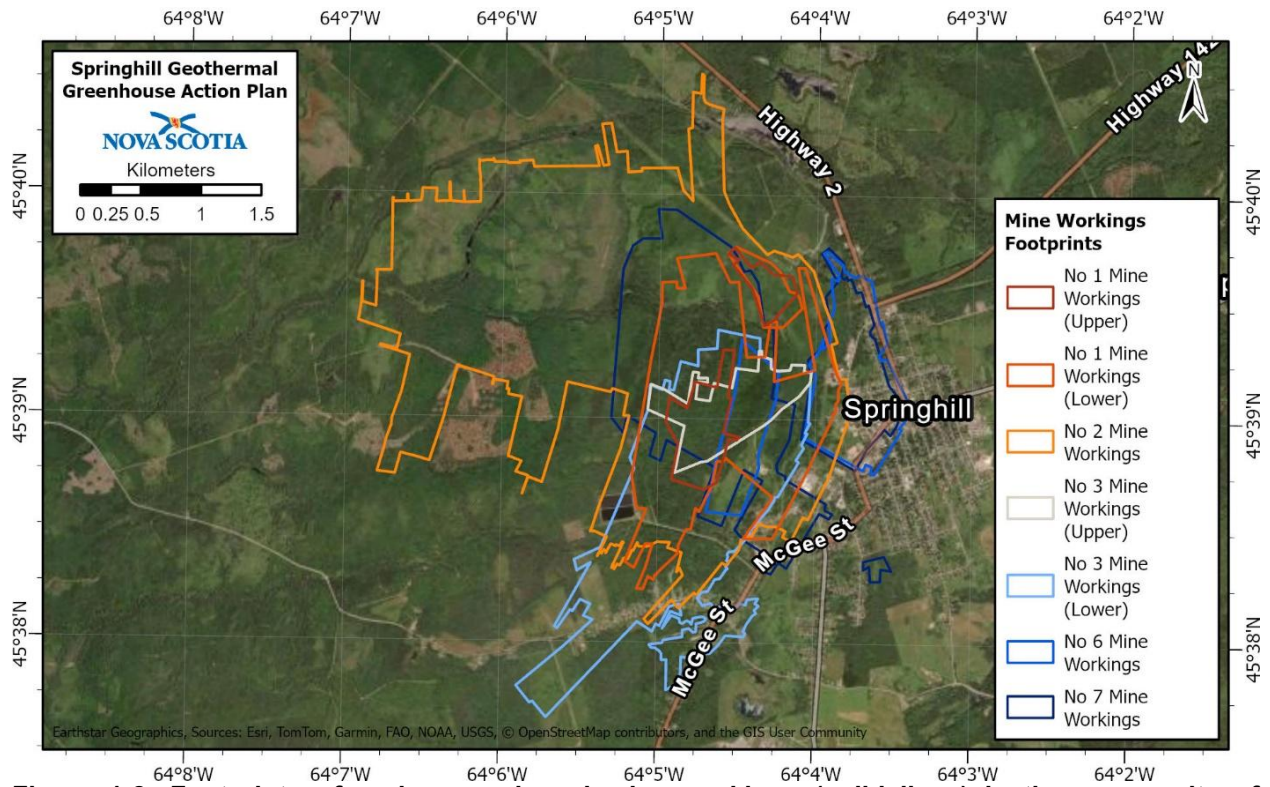 64°8'W 64°7'W 64°6'W 64°5'W 64°4'W 64°3'W 64°2'W
Springhill Geothermal
Greenhouse Action Plan
NOVA SCOTIA
Kilometers
0 0.25 0.5 1 1.5
Highway 2
Highway 142
N
45°40'N
45°40'N
Mine Workings
Footprints
No 1 Mine
Workings
(Upper)
No 1 Mine
Workings
(Lower)
No 2 Mine
Workings
No 3 Mine
Workings
(Upper)
No 3 Mine
Workings
(Lower)
No 6 Mine
Workings
No 7 Mine
Workings
45°39'N
Springhill
45°39'N
McGee St
McGee St
45°38'N
45°38'N
Earthstar Geographics, Sources: Esri, TomTom, Garmin, FAO, NOAA, USGS, © OpenStreetMap contributors, and the GIS User Community
64°8'W 64°7'W 64°6'W 64°5'W 64°4'W 64°3'W 64°2'W